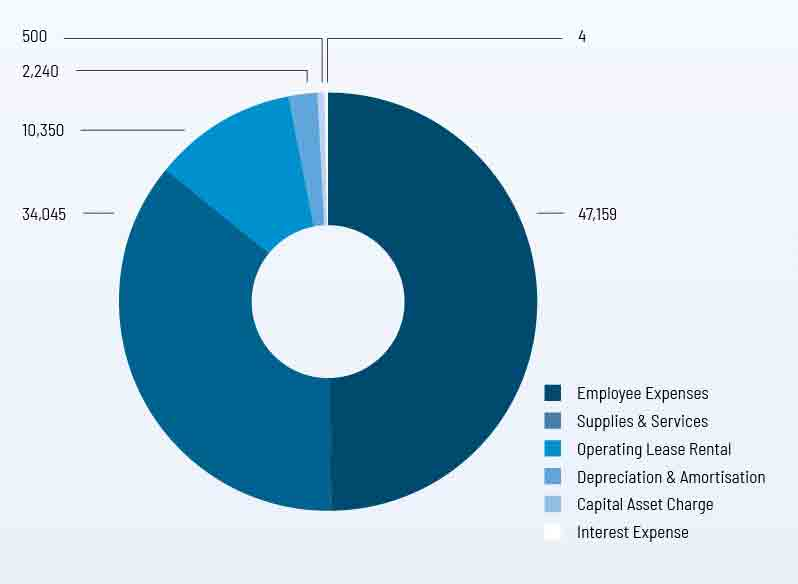 500
4
2,240
10,350
34,045
47,159
Employee Expenses
Supplies & Services
Operating Lease Rental
Depreciation & Amortisation
Capital Asset Charge
Interest Expense